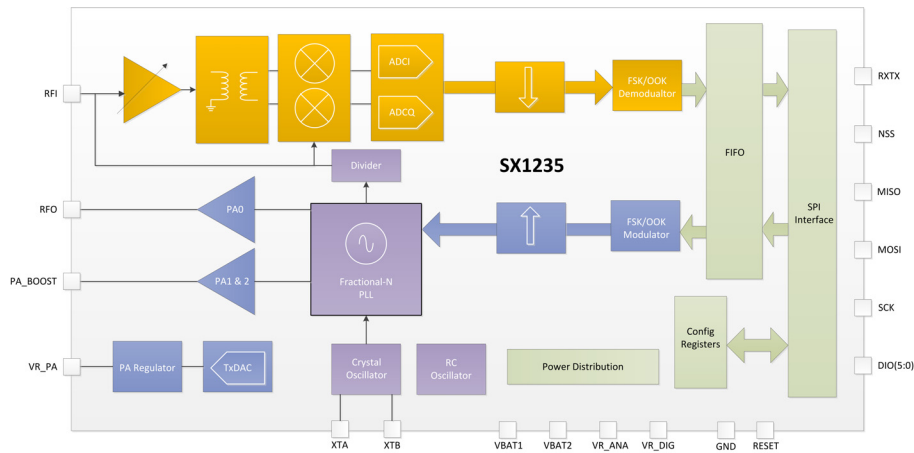 RFI
ADCI
ADCQ
FSK/OOK
Demodualtor
FIFO
SPI
Interface
RXTX
NSS
MISO
MOSI
SCK
DIO(5:0)
SX1235
Divider
RFO
PA0
Fractional-N
PLL
FSK/OOK
Modulator
PA_BOOST
PA1 & 2
VR_PA
PA Regulator
TxDAC
Crystal
Oscillator
RC
Oscillator
Power Distribution
Config
Registers
XTA
XTB
VBAT1
VBAT2
VR_ANA
VR_DIG
GND
RESET